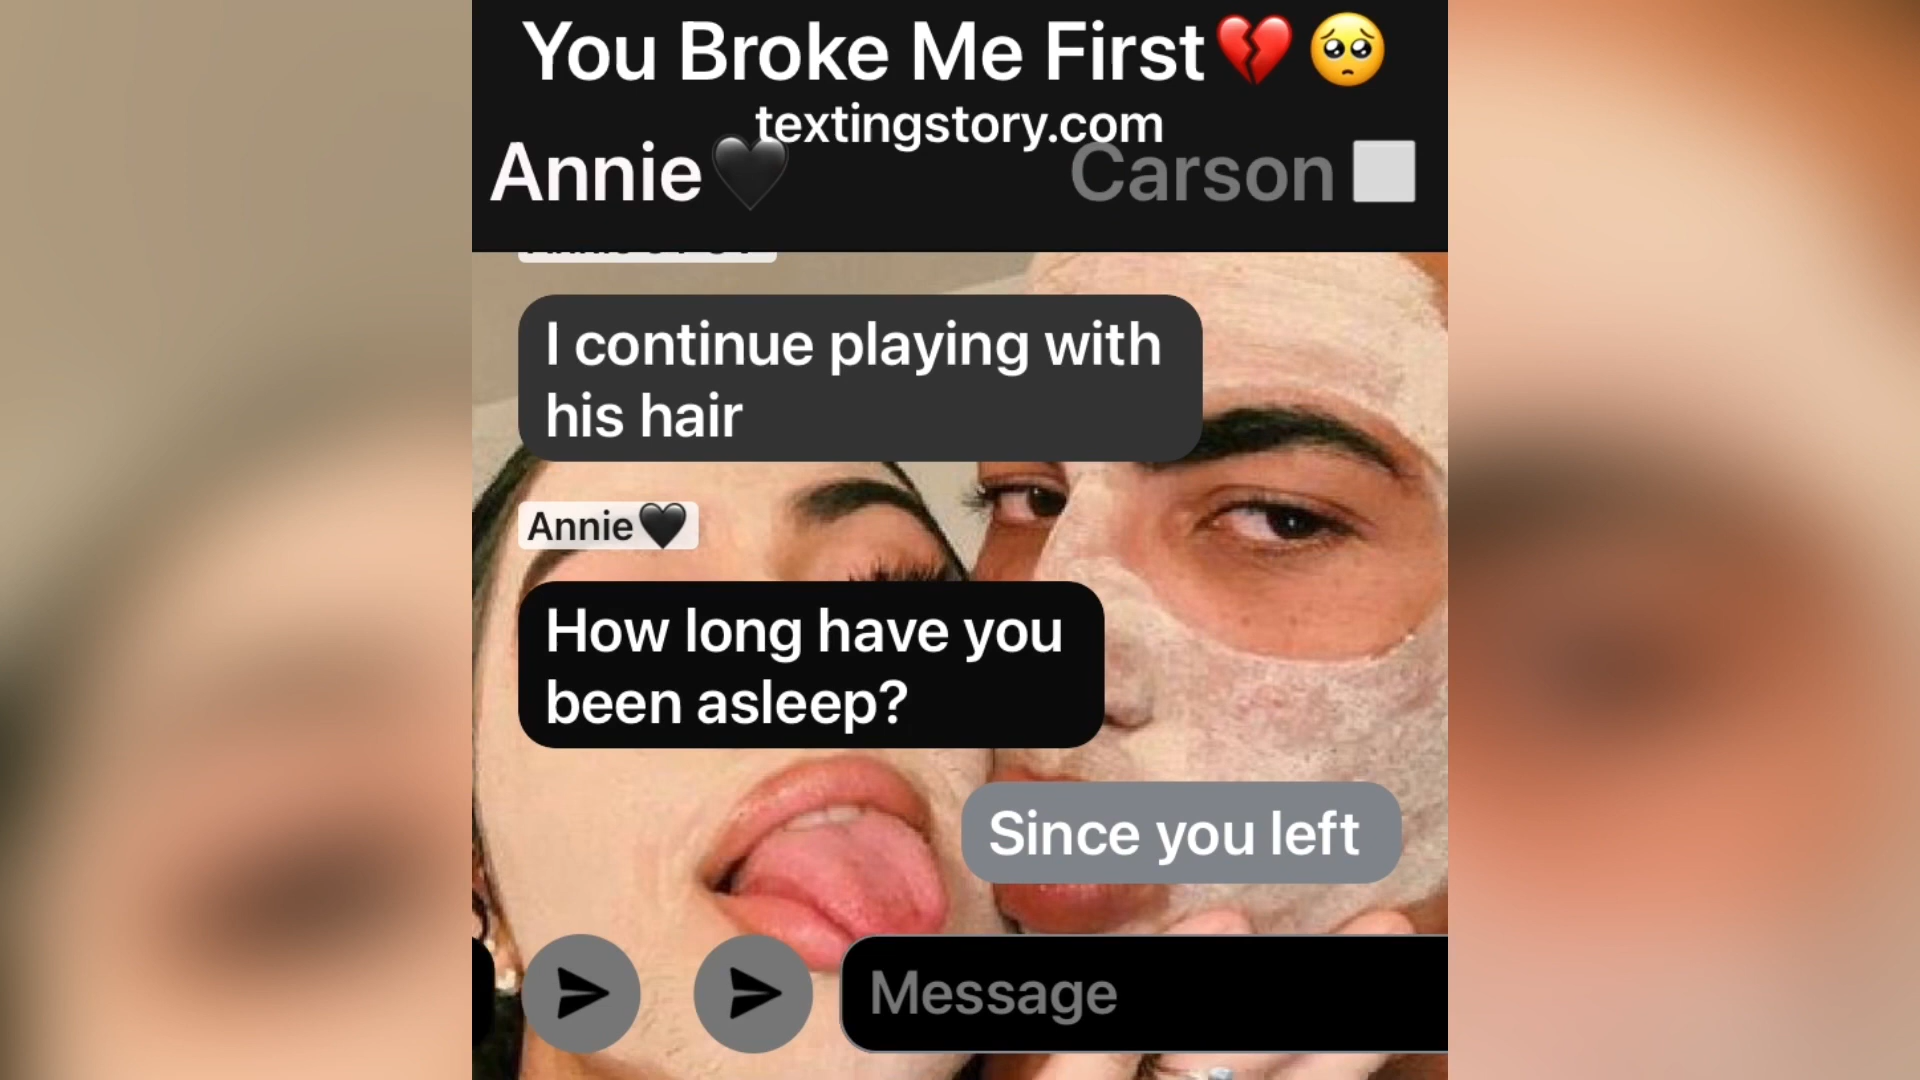 You Broke Me First💔🥺
textingstory.com
Annie🖤 Carson⬜
I continue playing with
his hair
Annie🖤
How long have you
been asleep?
Since you left
Message